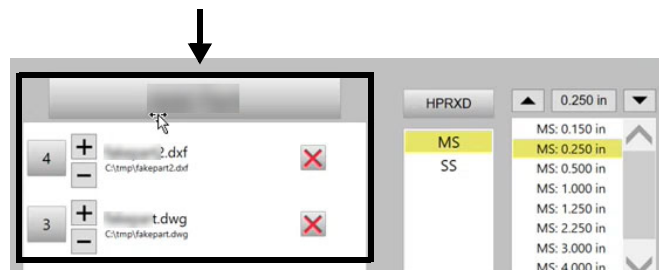 HPRXD
0.250 in
MS
SS
MS: 0.150 in
MS: 0.250 in
MS: 0.500 in
MS: 1.000 in
MS: 1.250 in
MS: 2.250 in
MS: 3.000 in
MS: 4.000 in
4
+
−
2.dxf
C:\tmp\fakepart2.dxf
3
+
−
t.dwg
C:\tmp\fakepart.dwg